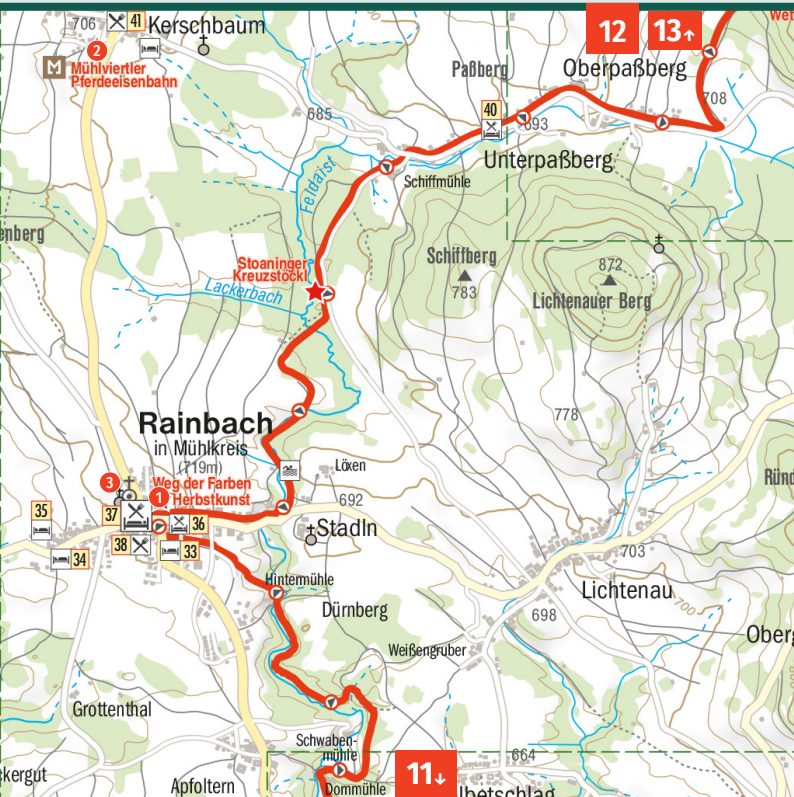 706
41
Kerschbaum
2
M
Mühlviertler
Pferdeeisenbahn
12
13↑
Paßberg
Oberpaßberg
708
40
693
685
Unterpaßberg
Feldaist
Schiffmühle
enberg
Stoaninger
Kreuzstöckl
Lackerbach
Schiffberg
783
872
Lichtenauer Berg
778
Rainbach
in Mühlkreis
(719m)
Löxen
3
1
Weg der Farben
Herbstkunst
692
35
37
36
Stadln
34
38
33
703
Hintermühle
Lichtenau
700
Dürnberg
698
Weißengruber
Grottenthal
Schwaben-
mühle
664
11↓
Apfoltern
Dommühle